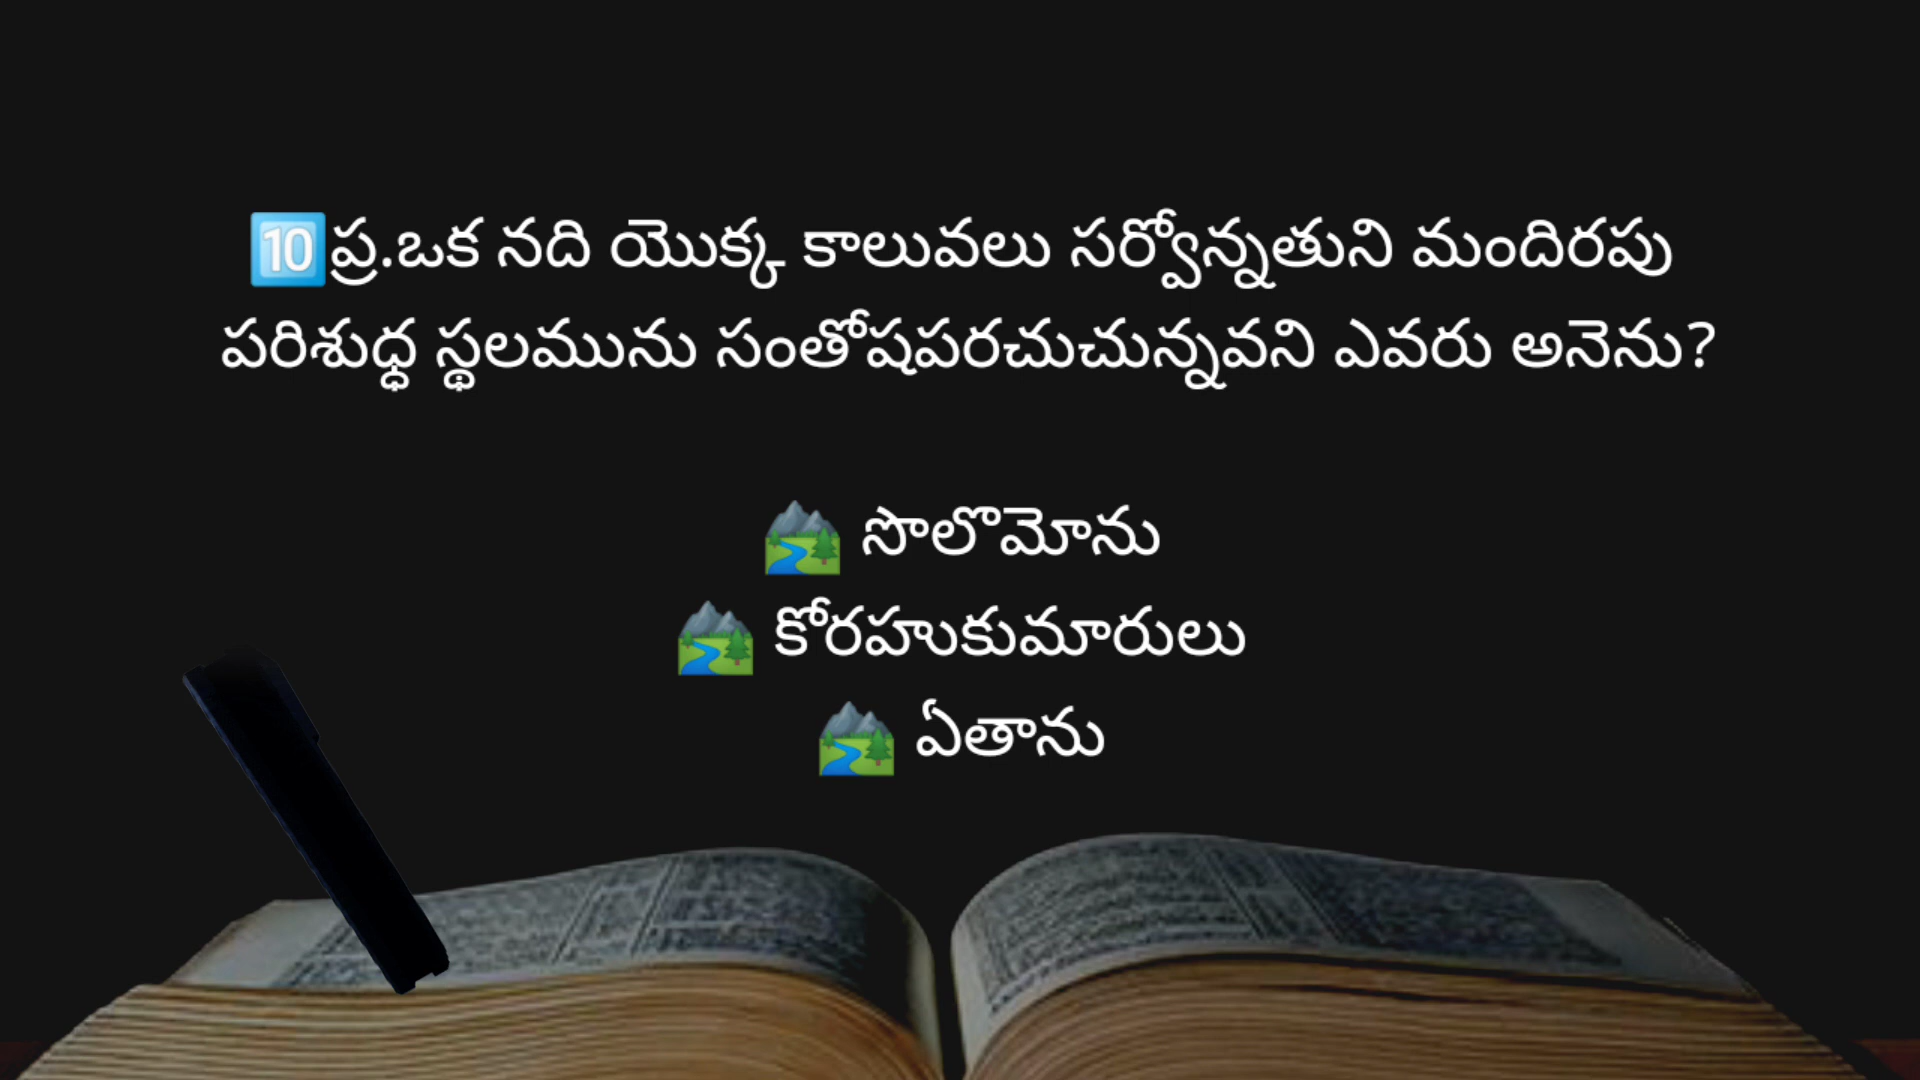 🔟ప్ర.ఒక నది యొక్క కాలువలు సర్వోన్నతుని మందిరపు
పరిశుధ్ధ స్థలమును సంతోషపరచుచున్నవని ఎవరు అనెను?
🏞️ సొలొమోను
🏞️ కోరహుకుమారులు
🏞️ ఏతాను